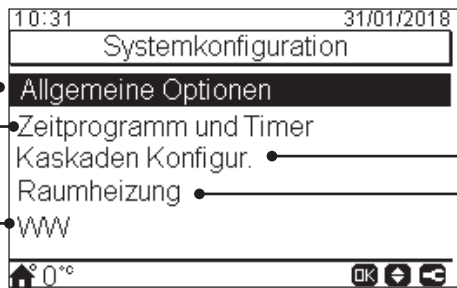 10:31 31/01/2018
Systemkonfiguration
Allgemeine Optionen
Zeitprogramm und Timer
Kaskaden Konfigur.
Raumheizung
WW
0°C OK